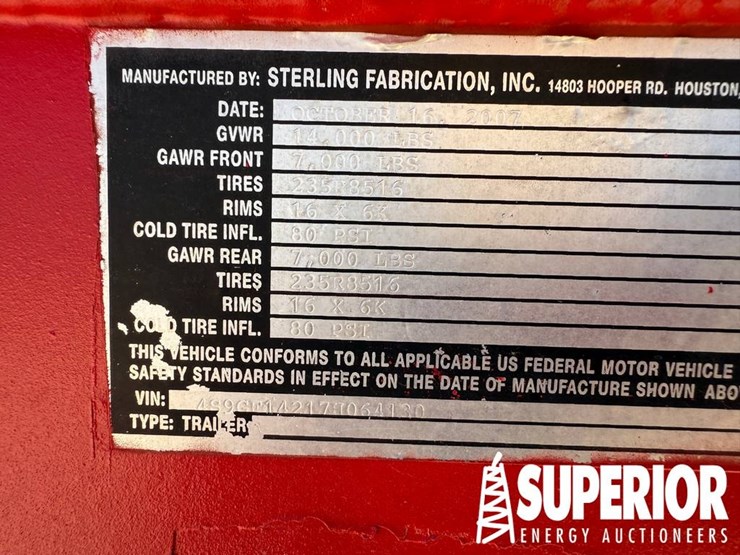 MANUFACTURED BY: STERLING FABRICATION, INC. 14803 HOOPER RD. HOUSTON,
DATE: OCTOBER 16, 2007
GVWR 14,000 LBS
GAWR FRONT 7,000 LBS
TIRES 235R8516
RIMS 16 X 6K
COLD TIRE INFL. 80 PSI
GAWR REAR 7,000 LBS
TIRES 235R8516
RIMS 16 X 6K
COLD TIRE INFL. 80 PSI
THIS VEHICLE CONFORMS TO ALL APPLICABLE US FEDERAL MOTOR VEHICLE
SAFETY STANDARDS IN EFFECT ON THE DATE OF MANUFACTURE SHOWN ABO
VIN:
TYPE: TRAILER
SUPERIOR
ENERGY AUCTIONEERS